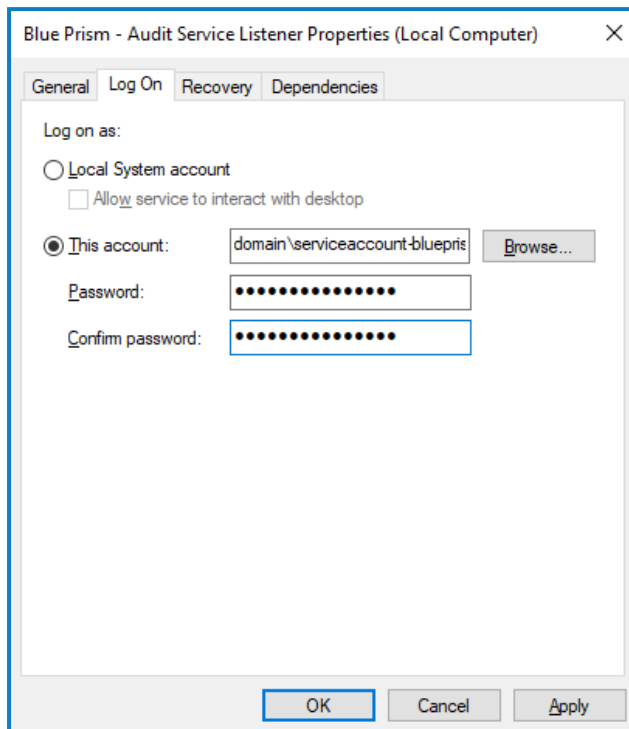 Blue Prism - Audit Service Listener Properties (Local Computer)
General Log On Recovery Dependencies
Log on as:
Local System account
Allow service to interact with desktop
This account: domain\serviceaccount-bluepris Browse...
Password: ●●●●●●●●●●●●●●●
Confirm password: ●●●●●●●●●●●●●●●
OK Cancel Apply